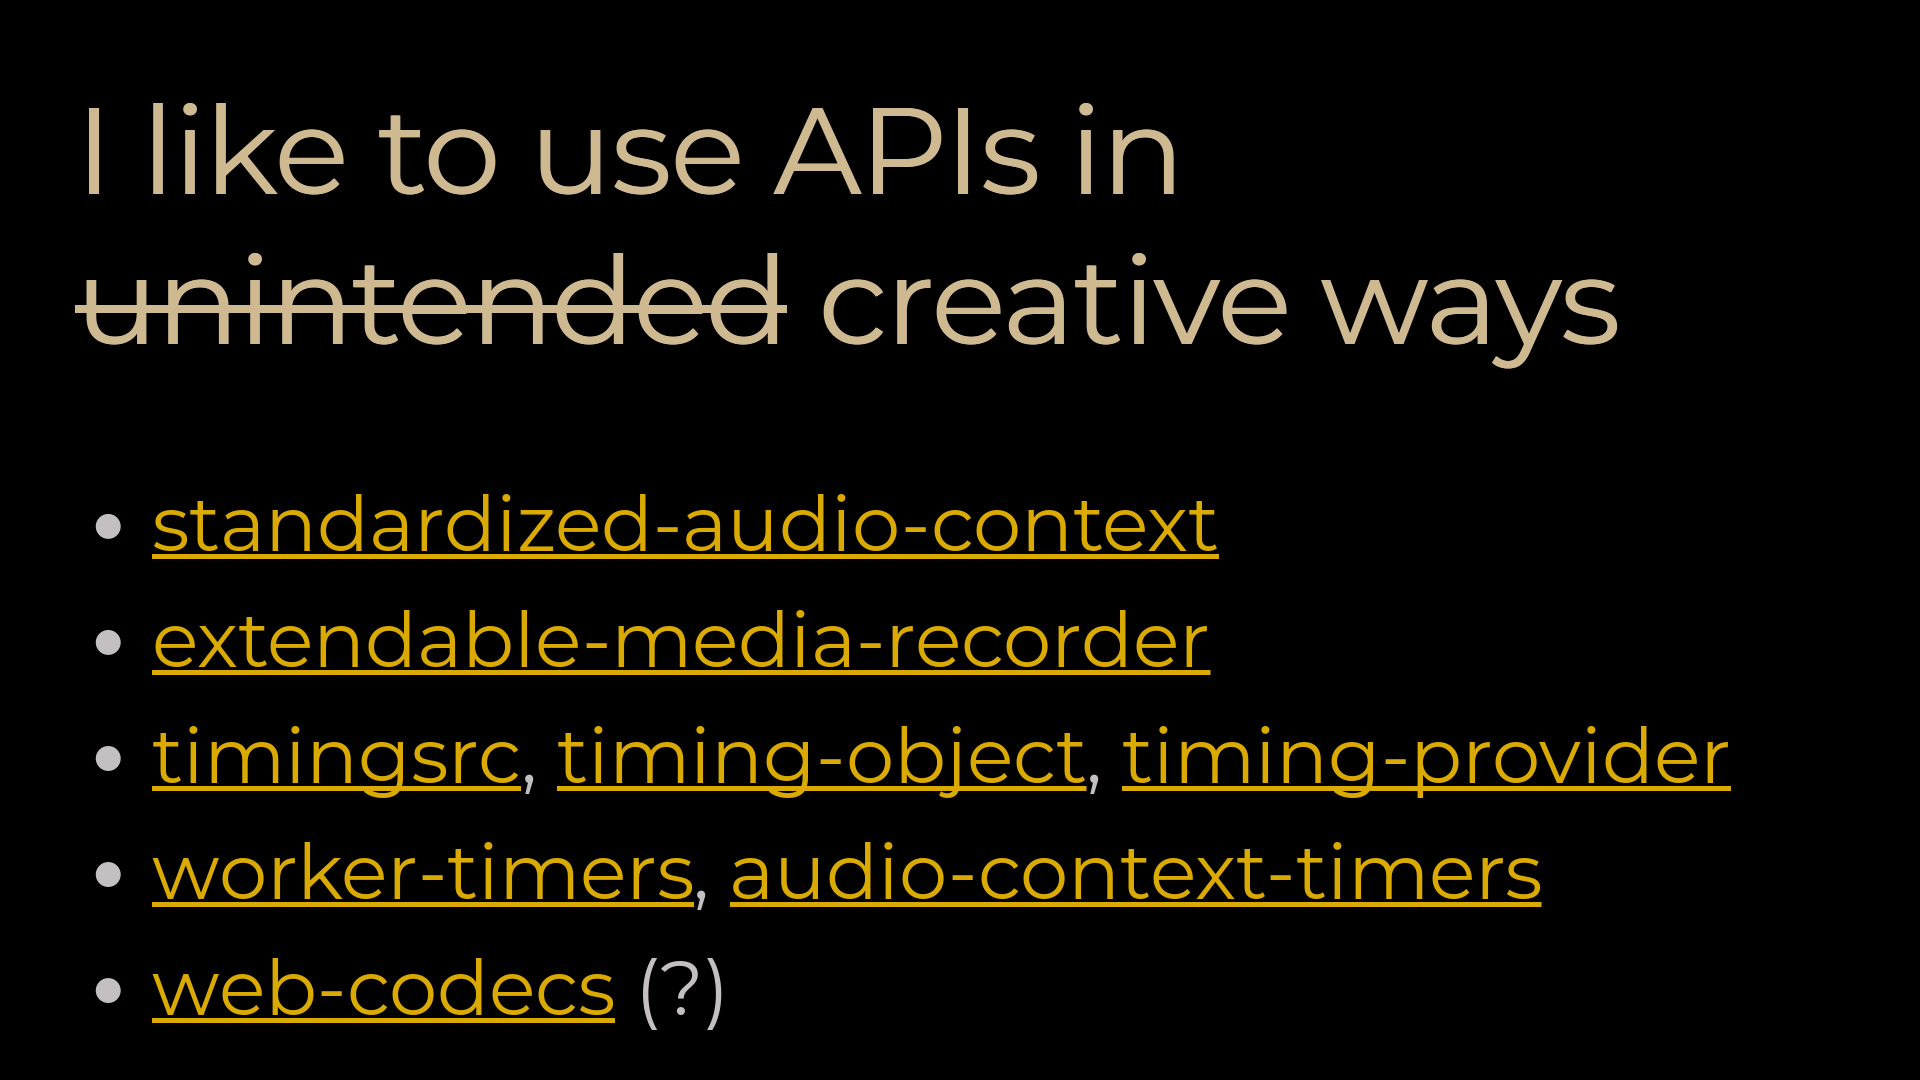 I like to use APIs in
unintended creative ways
• standardized-audio-context
• extendable-media-recorder
• timingsrc, timing-object, timing-provider
• worker-timers, audio-context-timers
• web-codecs (?)